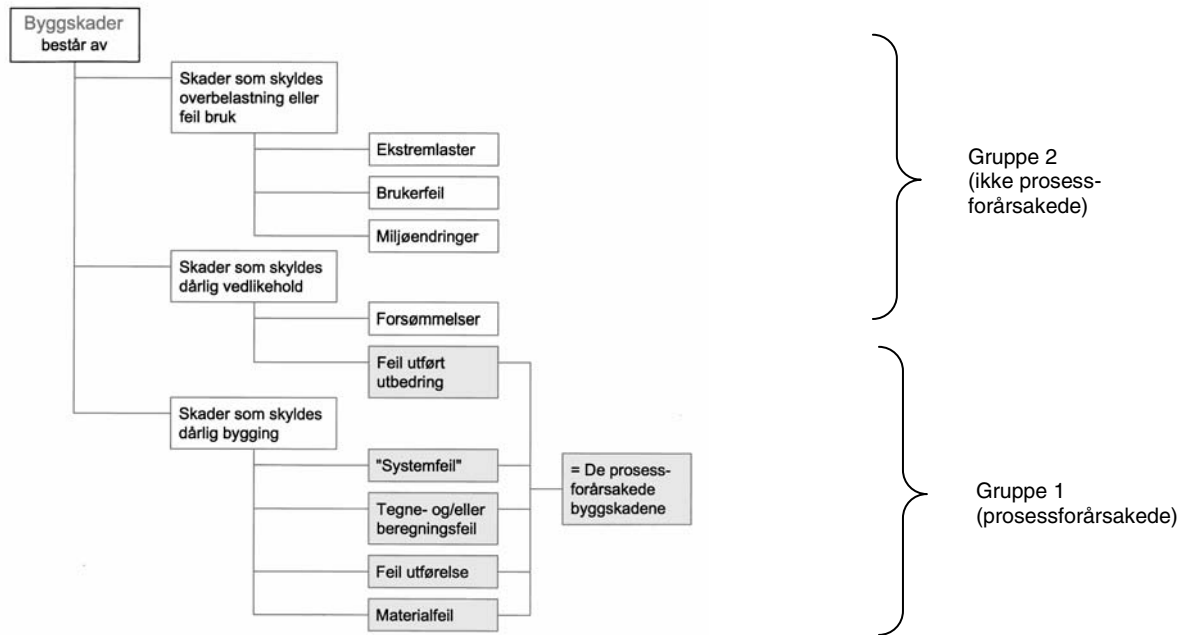 Byggskader
består av
Skader som skyldes
overbelastning eller
feil bruk
Ekstremlaster
Brukerfeil
Miljøendringer
Skader som skyldes
dårlig vedlikehold
Forsømmelser
Feil utført
utbedring
Skader som skyldes
dårlig bygging
"Systemfeil"
Tegne- og/eller
beregningsfeil
Feil utførelse
Materialfeil
= De prosess-
forårsakede
byggskadene
Gruppe 2
(ikke prosess-
forårsakede)
Gruppe 1
(prosessforårsakede)